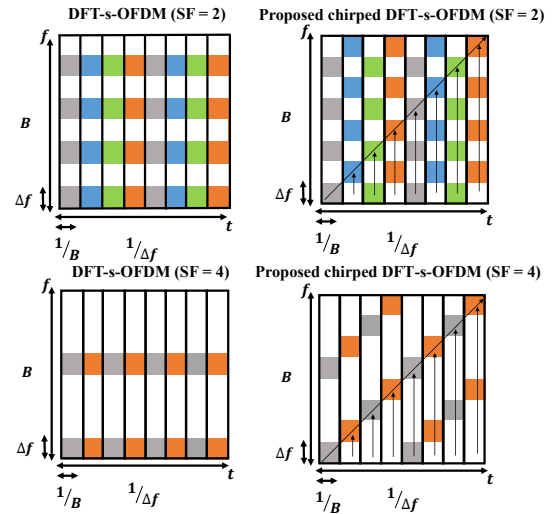 DFT-s-OFDM (SF = 2)
f
B
Δf
t
1/B
1/Δf
Proposed chirped DFT-s-OFDM (SF = 2)
f
B
Δf
t
1/B
1/Δf
DFT-s-OFDM (SF = 4)
f
B
Δf
t
1/B
1/Δf
Proposed chirped DFT-s-OFDM (SF = 4)
f
B
Δf
t
1/B
1/Δf